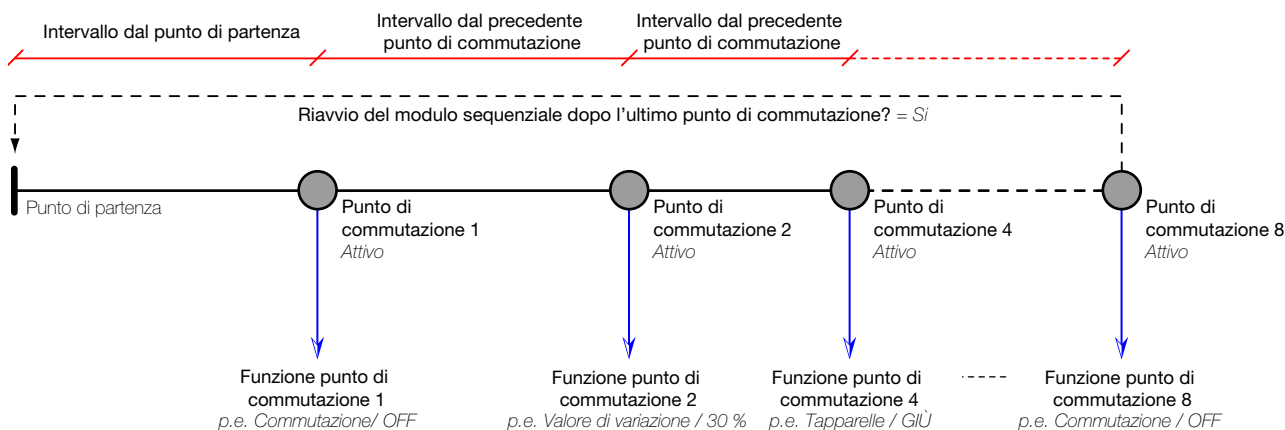 Intervallo dal punto di partenza
Intervallo dal precedente
punto di commutazione
Intervallo dal precedente
punto di commutazione
Riavvio del modulo sequenziale dopo l'ultimo punto di commutazione? = Si
Punto di partenza
Punto di
commutazione 1
Attivo
Punto di
commutazione 2
Attivo
Punto di
commutazione 4
Attivo
Punto di
commutazione 8
Attivo
Funzione punto di
commutazione 1
p.e. Commutazione/ OFF
Funzione punto di
commutazione 2
p.e. Valore di variazione / 30 %
Funzione punto di
commutazione 4
p.e. Tapparelle / GIÙ
Funzione punto di
commutazione 8
p.e. Commutazione / OFF